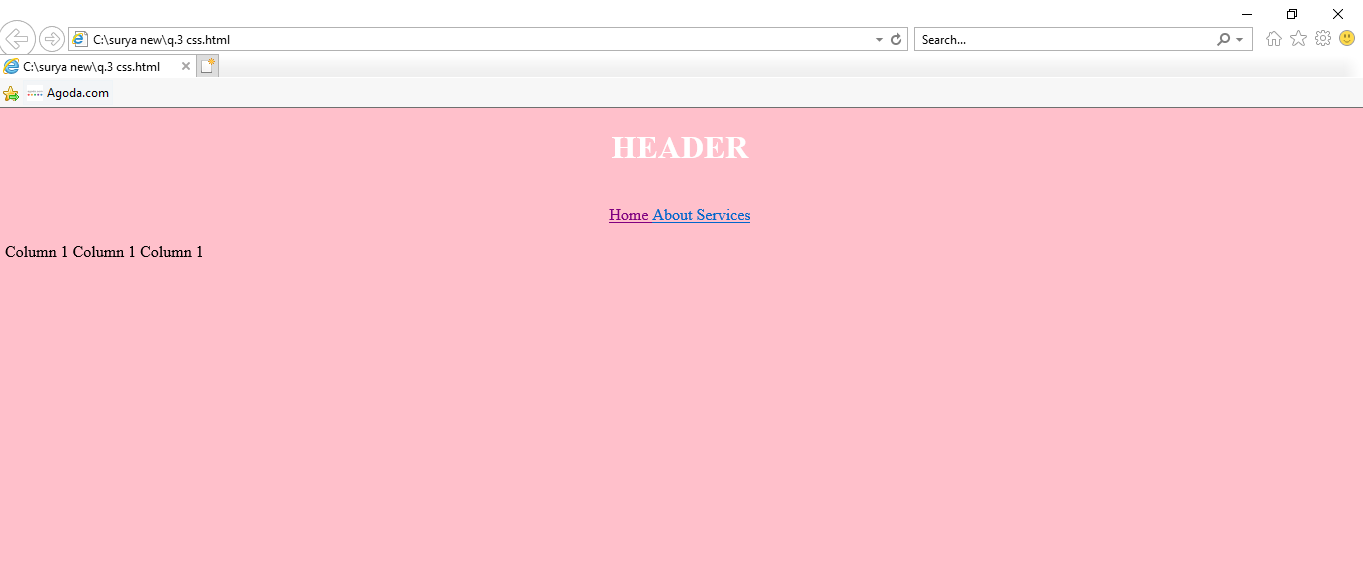 C:\surya new\q.3 css.html
Search...
C:\surya new\q.3 css.html
Agoda.com
HEADER
Home About Services
Column 1 Column 1 Column 1